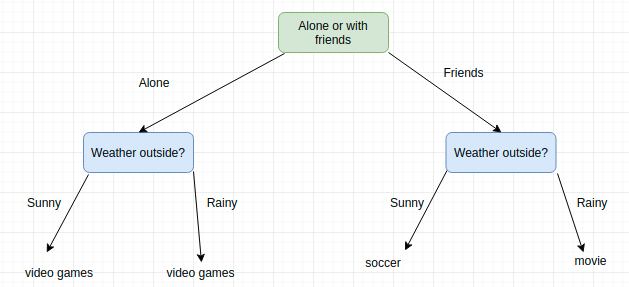 Alone or with
friends
Alone
Friends
Weather outside?
Weather outside?
Sunny
Rainy
Sunny
Rainy
video games
video games
soccer
movie